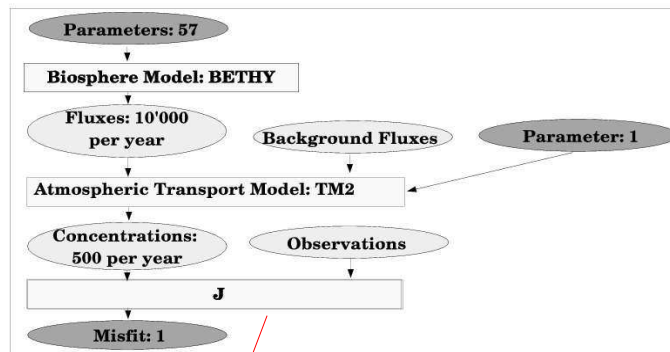 Parameters: 57
Biosphere Model: BETHY
Fluxes: 10'000
per year
Background Fluxes
Parameter: 1
Atmospheric Transport Model: TM2
Concentrations:
500 per year
Observations
J
Misfit: 1